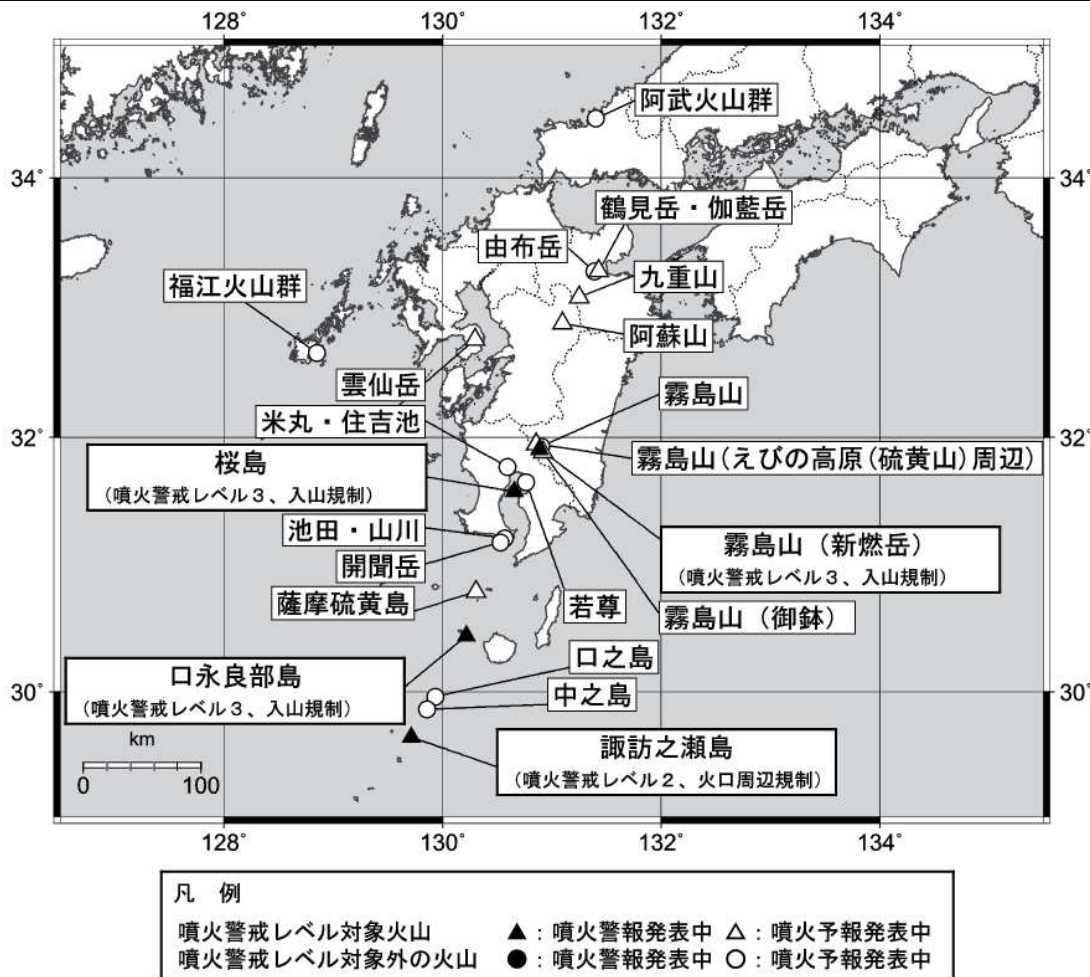 128° 130° 132° 134°
阿武火山群
34° 34°
鶴見岳・伽藍岳
由布岳
九重山
福江火山群
阿蘇山
雲仙岳
霧島山
米丸・住吉池
32° 32°
霧島山(えびの高原(硫黄山)周辺)
桜島
(噴火警戒レベル3、入山規制)
池田・山川
霧島山(新燃岳)
(噴火警戒レベル3、入山規制)
開聞岳
薩摩硫黄島
若尊
霧島山(御鉢)
口之島
口永良部島
(噴火警戒レベル3、入山規制)
30° 30°
中之島
km
0 100
諏訪之瀬島
(噴火警戒レベル2、火口周辺規制)
128° 130° 132° 134°
凡 例
噴火警戒レベル対象火山 ▲:噴火警報発表中 △:噴火予報発表中
噴火警戒レベル対象外の火山 ●:噴火警報発表中 ○:噴火予報発表中